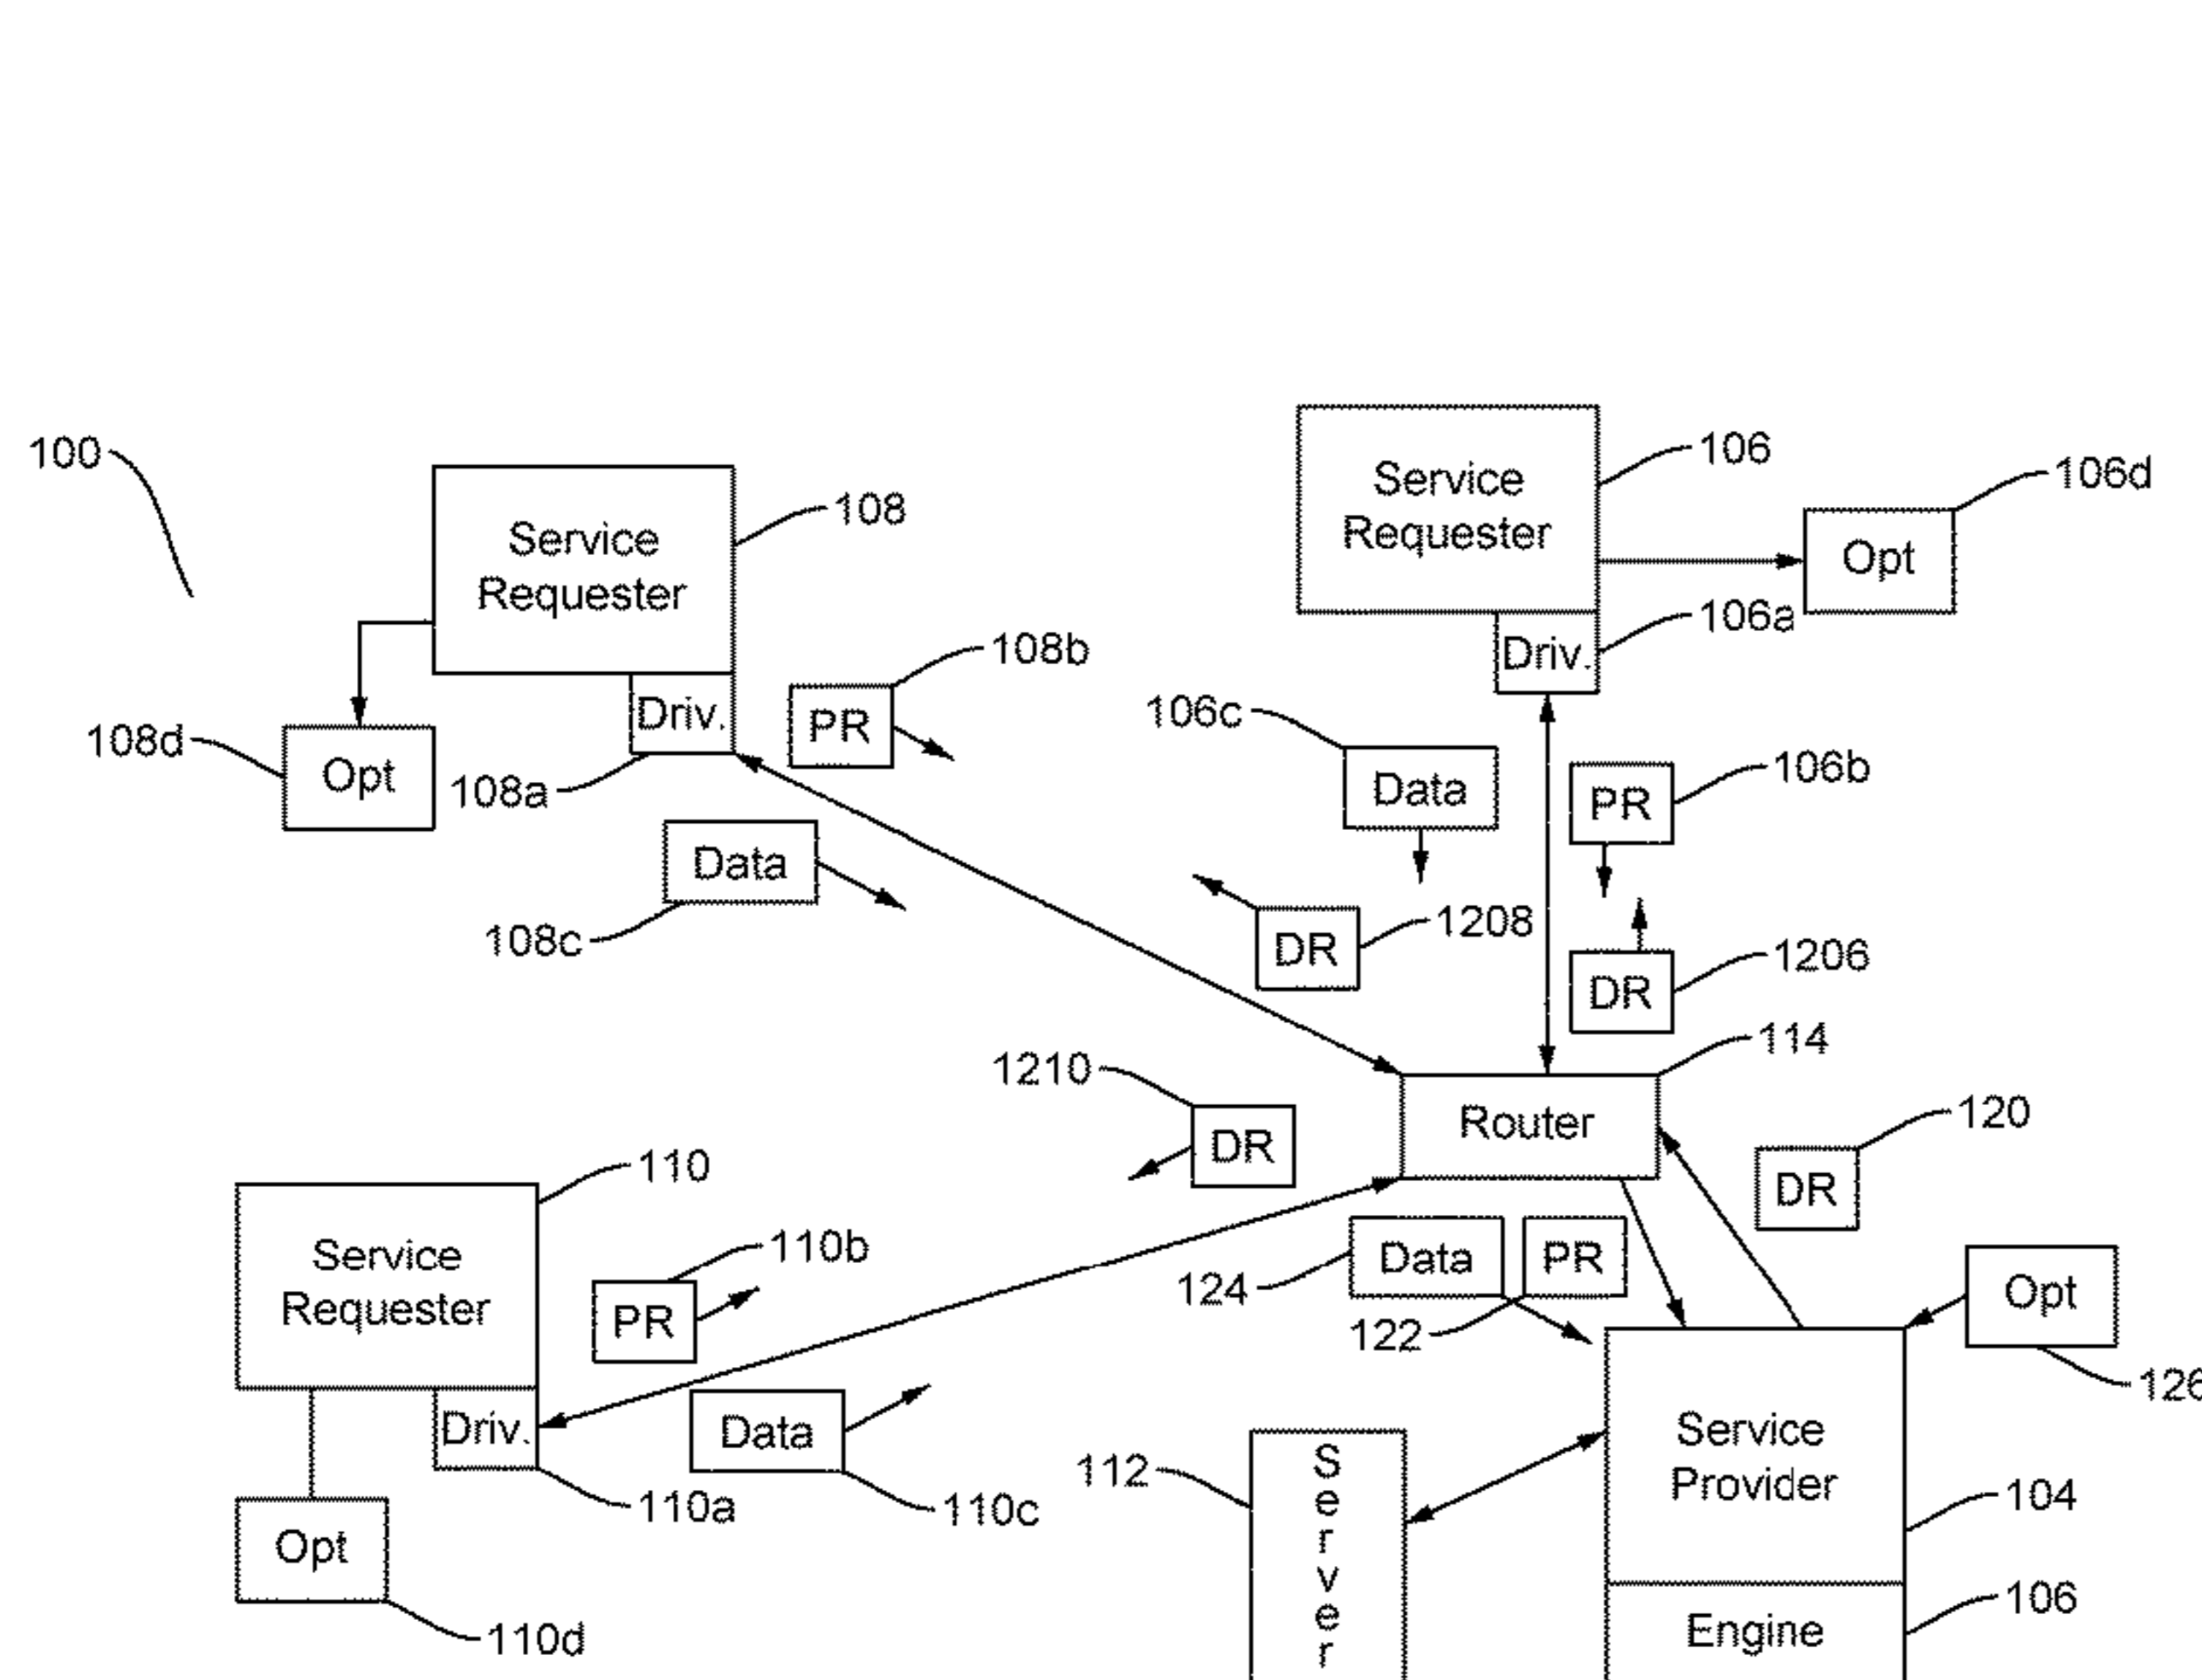 100
Service
Requester
108
Driv.
108a
PR
108b
Opt
108d
Data
108c
Service
Requester
106
Opt
106d
Driv.
106a
106c
Data
PR
106b
DR
1208
DR
1206
114
Router
1210
DR
120
DR
110
Service
Requester
PR
110b
Driv.
110a
Data
110c
Opt
110d
Data
124
PR
122
Opt
126
112
Server
Service
Provider
104
Engine
106